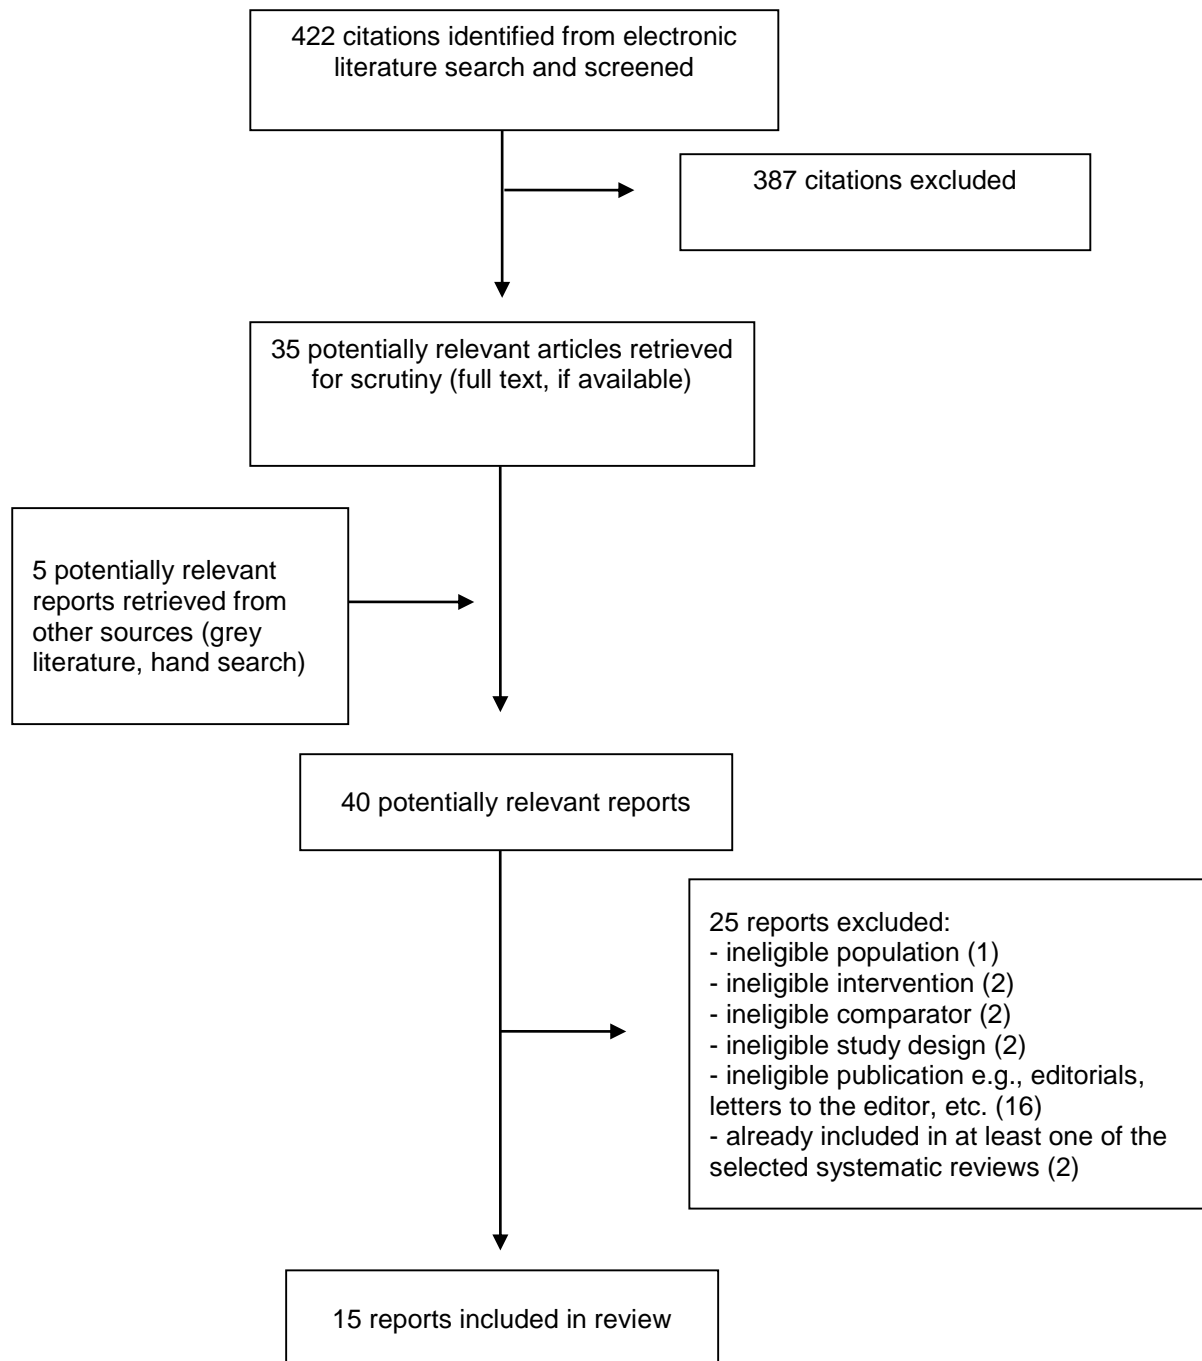 422 citations identified from electronic
literature search and screened
387 citations excluded
35 potentially relevant articles retrieved
for scrutiny (full text, if available)
5 potentially relevant
reports retrieved from
other sources (grey
literature, hand search)
40 potentially relevant reports
25 reports excluded:
- ineligible population (1)
- ineligible intervention (2)
- ineligible comparator (2)
- ineligible study design (2)
- ineligible publication e.g., editorials,
letters to the editor, etc. (16)
- already included in at least one of the
selected systematic reviews (2)
15 reports included in review